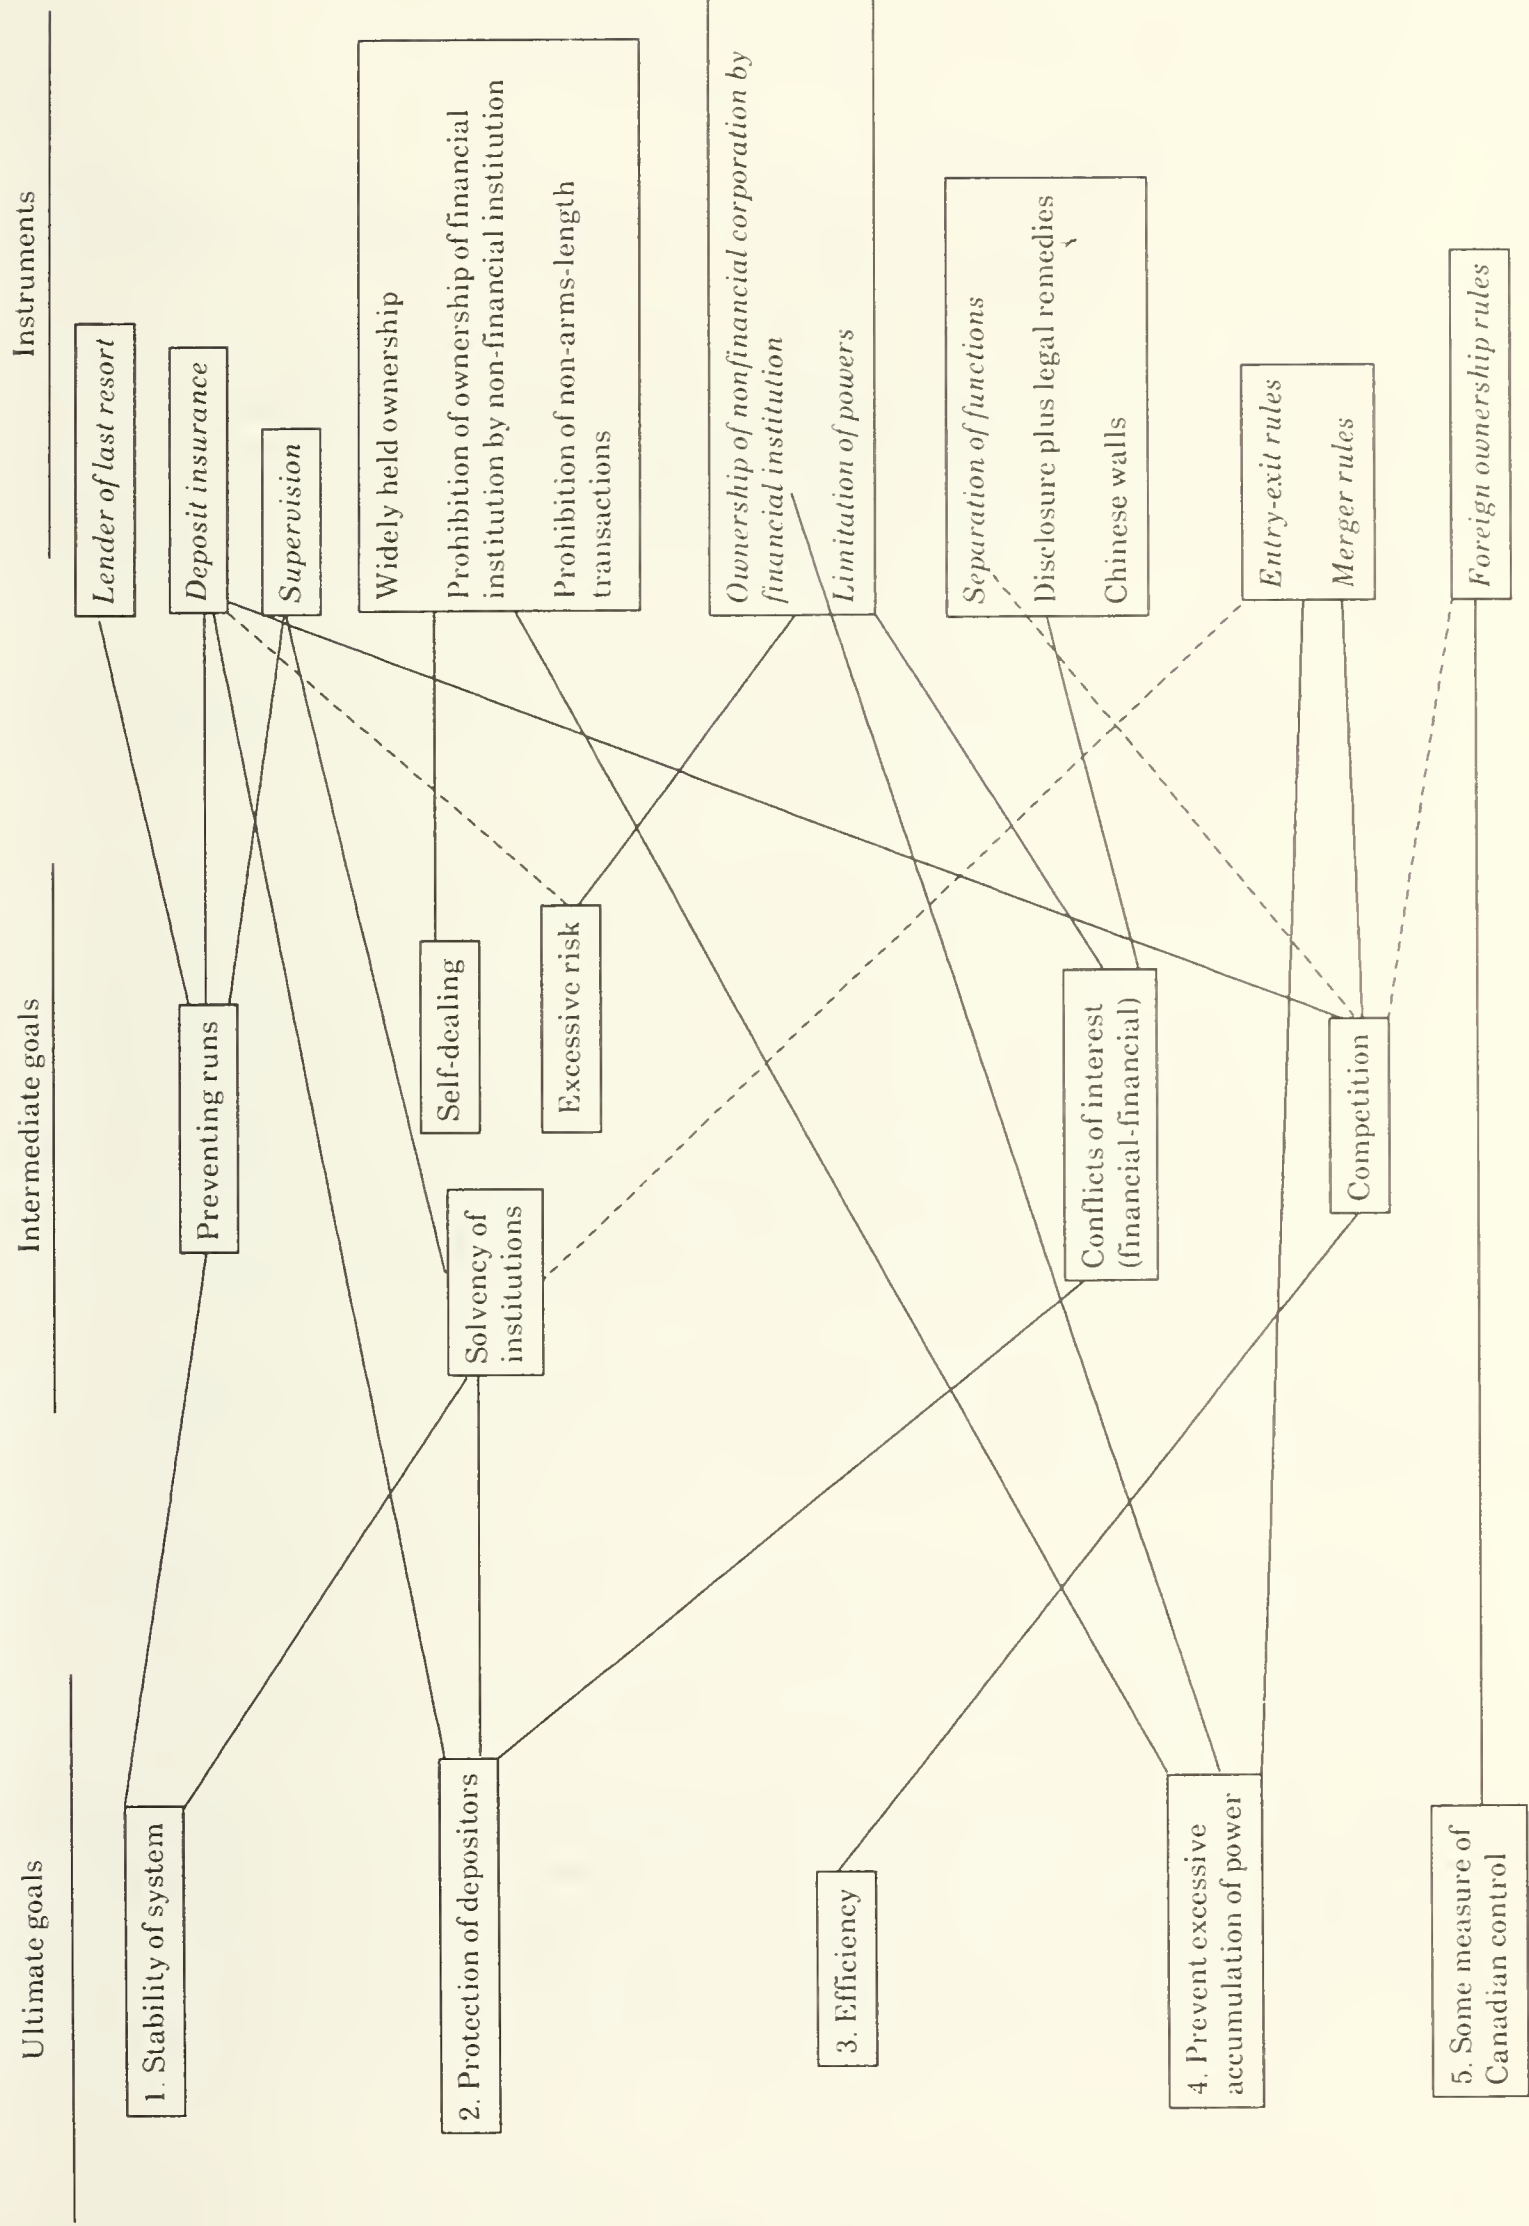 Ultimate goals
Intermediate goals
Instruments
1. Stability of system
2. Protection of depositors
3. Efficiency
4. Prevent excessive
accumulation of power
5. Some measure of
Canadian control
Preventing runs
Solvency of
institutions
Self-dealing
Excessive risk
Conflicts of interest
(financial-financial)
Competition
Lender of last resort
Deposit insurance
Supervision
Widely held ownership
Prohibition of ownership of financial
institution by non-financial institution
Prohibition of non-arms-length
transactions
Ownership of nonfinancial corporation by
financial institution
Limitation of powers
Separation of functions
Disclosure plus legal remedies
Chinese walls
Entry-exit rules
Merger rules
Foreign ownership rules